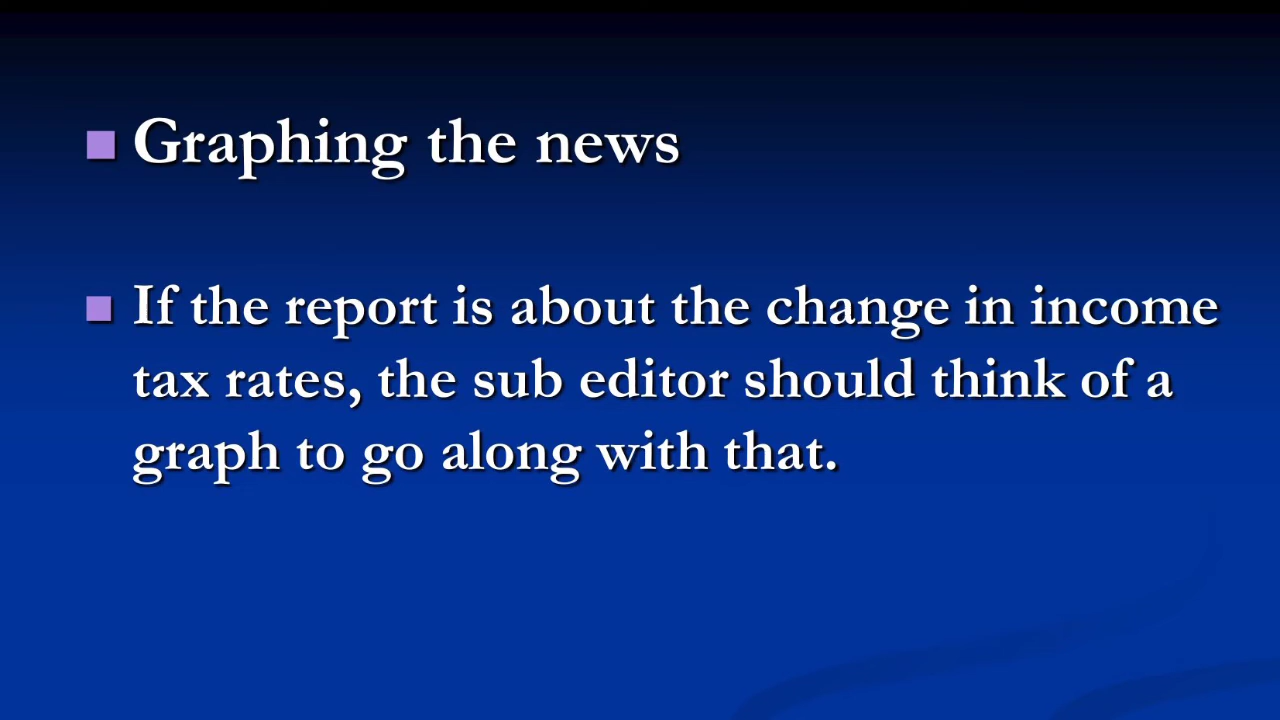 Graphing the news
If the report is about the change in income
tax rates, the sub editor should think of a
graph to go along with that.